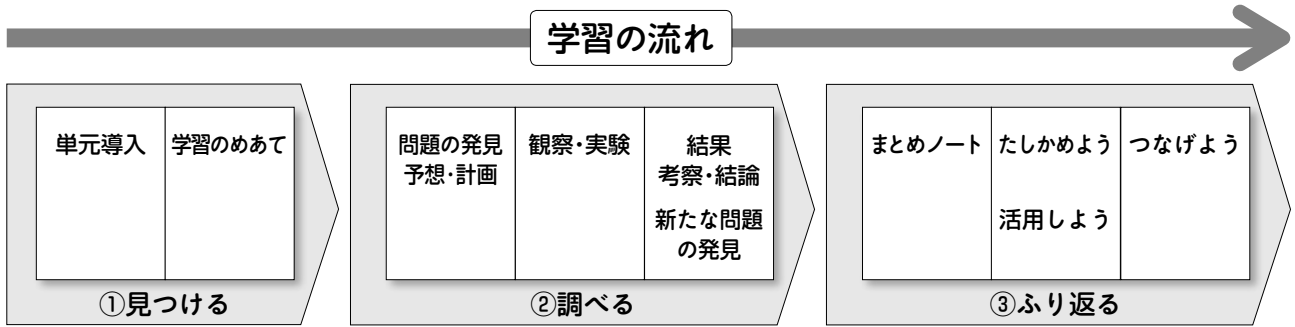 学習の流れ
単元導入
学習のめあて
①見つける
問題の発見
予想・計画
観察・実験
結果
考察・結論
新たな問題
の発見
②調べる
まとめノート
たしかめよう
活用しよう
つなげよう
③ふり返る